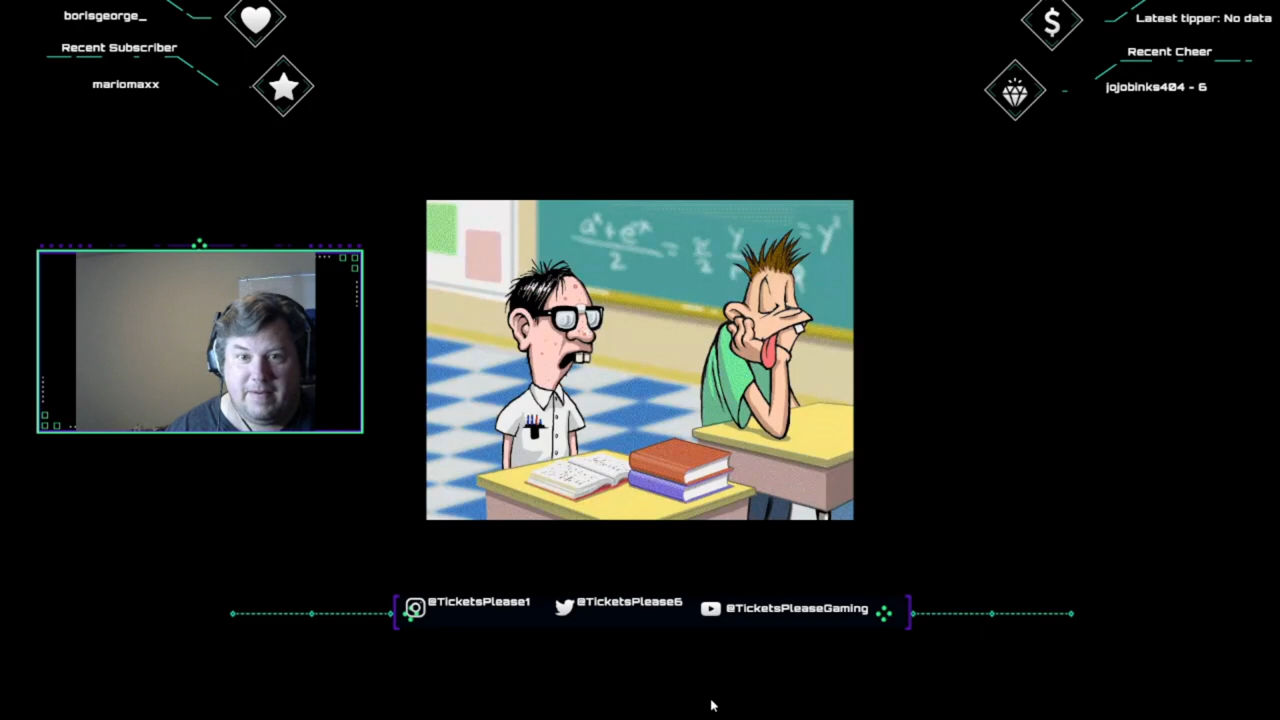 borisgeorge_
Recent Subscriber
mariomaxx
Latest tipper: No data
Recent Cheer
jojobinks404 - 6
@TicketsPlease1
@TicketsPlease6
@TicketsPleaseGaming